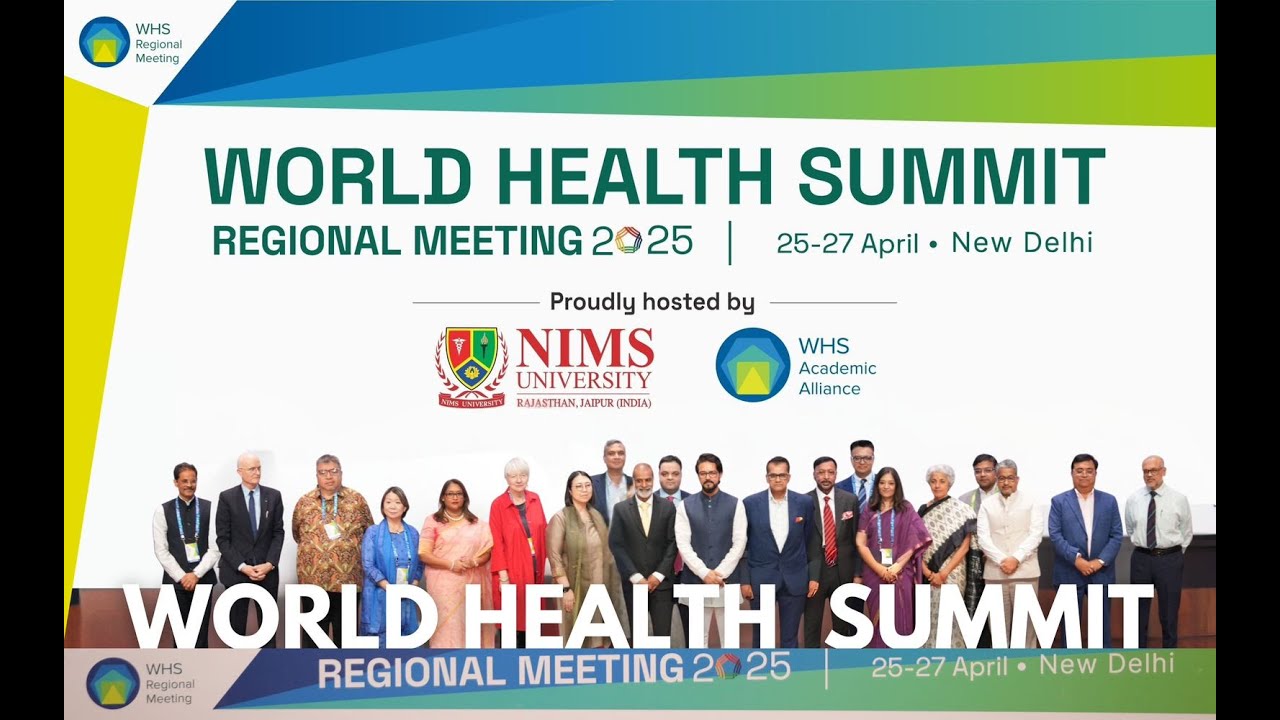 WHS
Regional
Meeting
WORLD HEALTH SUMMIT
REGIONAL MEETING 2025 | 25-27 April • New Delhi
Proudly hosted by
NIMS
UNIVERSITY
RAJASTHAN, JAIPUR (INDIA)
NIMS UNIVERSITY
WHS
Academic
Alliance
WORLD HEALTH SUMMIT
WHS
Regional
Meeting
REGIONAL MEETING 2025 | 25-27 April • New Delhi